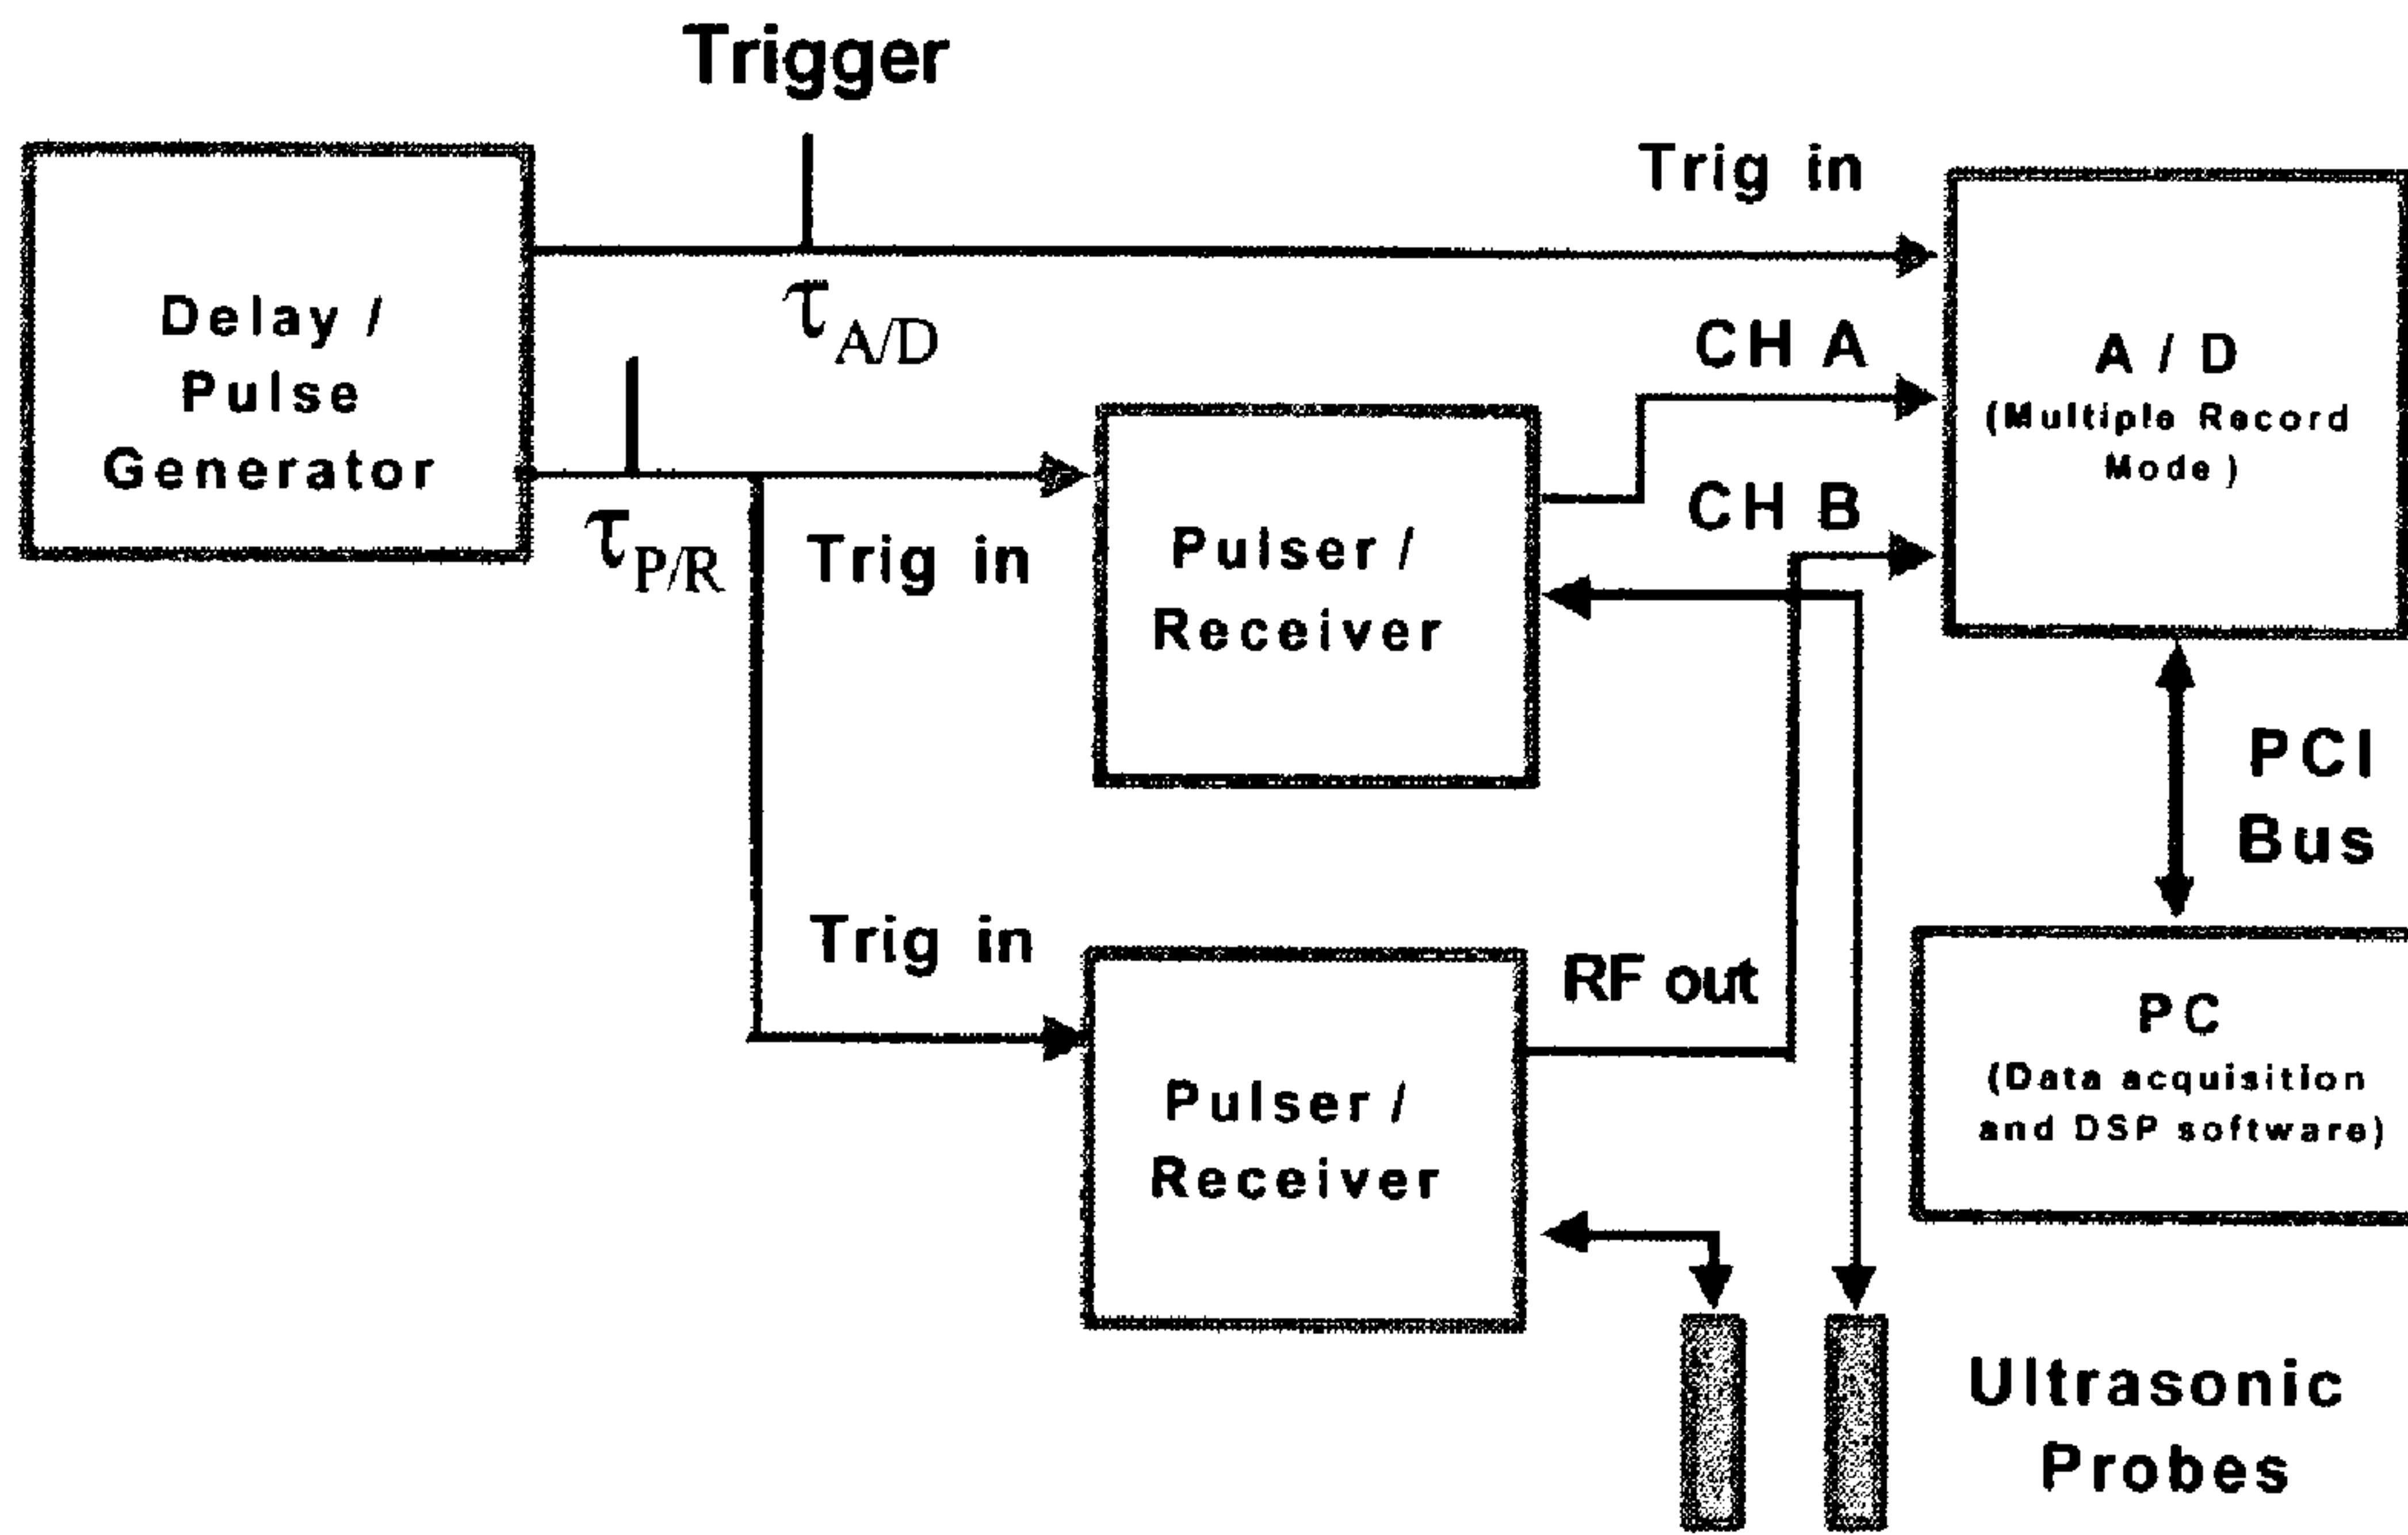 Trigger
Trig in
Delay /
Pulse
Generator
τA/D
CH A
A / D
(Multiple Record
Mode )
CH B
τP/R
Trig in
Pulser /
Receiver
PCI
Bus
Trig in
RF out
PC
(Data acquisition
and DSP software)
Pulser /
Receiver
Ultrasonic
Probes